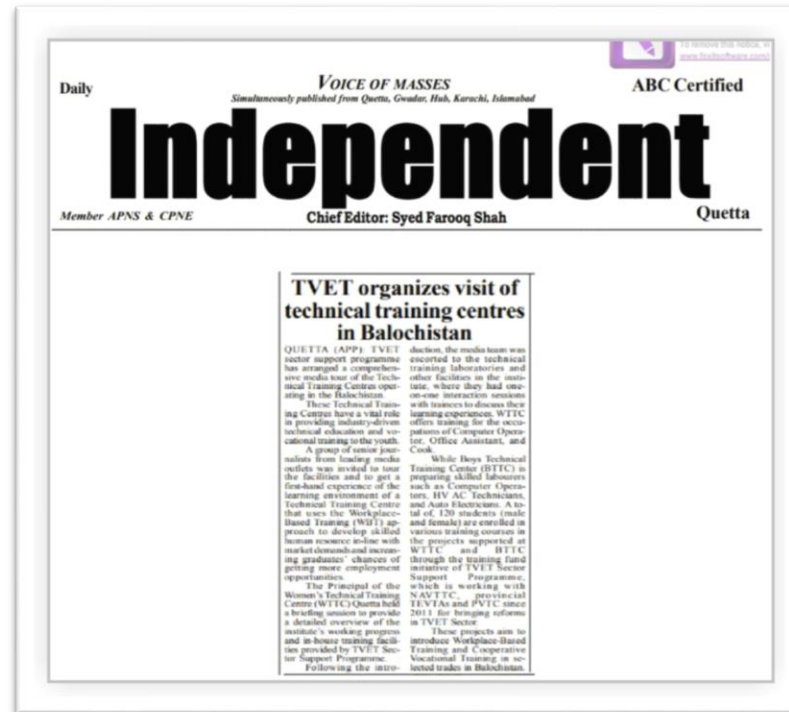 To remove this notice, vi
www.foxitsoftware.com/
Daily
VOICE OF MASSES
ABC Certified
Simultaneously published from Quetta, Gwadar, Hub, Karachi, Islamabad
Independent
Member APNS & CPNE
Chief Editor: Syed Farooq Shah
Quetta
TVET organizes visit of
technical training centres
in Balochistan
QUETTA (APP): TVET
sector support programme
has arranged a comprehen-
sive media tour of the Tech-
nical Training Centres oper-
ating in the Balochistan
These Technical Train-
ing Centres have a vital role
in providing industry-driven
technical education and vo-
cational training to the youth.
A group of senior jour-
nalists from leading media
outlets was invited to tour
the facilities and to get a
first-hand experience of the
learning environment of a
Technical Training Centre
that uses the Workplace-
Based Training (WBT) ap-
proach to develop skilled
human resource in-line with
market demands and increas-
ing graduates' chances of
getting more employment
opportunities.
The Principal of the
Women's Technical Training
Centre (WTTC) Quetta held
a briefing session to provide
a detailed overview of the
institute's working progress
and in-house training facili-
ties provided by TVET Sec-
tor Support Programme.
Following the intro-
duction, the media team was
escorted to the technical
training laboratories and
other facilities in the insti-
tute, where they had one-
on-one interaction sessions
with trainees to discuss their
learning experiences. WTTC
offers training for the occu-
pations of Computer Opera-
tor, Office Assistant, and
Cook.
While Boys Technical
Training Center (BTTC) is
preparing skilled labourers
such as Computer Opera-
tors, HV AC Technicians,
and Auto Electricians. A to-
tal of, 120 students (male
and female) are enrolled in
various training courses in
the projects supported at
WTTC and BTTC
through the training fund
initiative of TVET Sector
Support Programme,
which is working with
NAVTTC, provincial
TEVTAs and PVTC since
2011 for bringing reforms
in TVET Sector.
These projects aim to
introduce Workplace-Based
Training and Cooperative
Vocational Training in se-
lected trades in Balochistan.